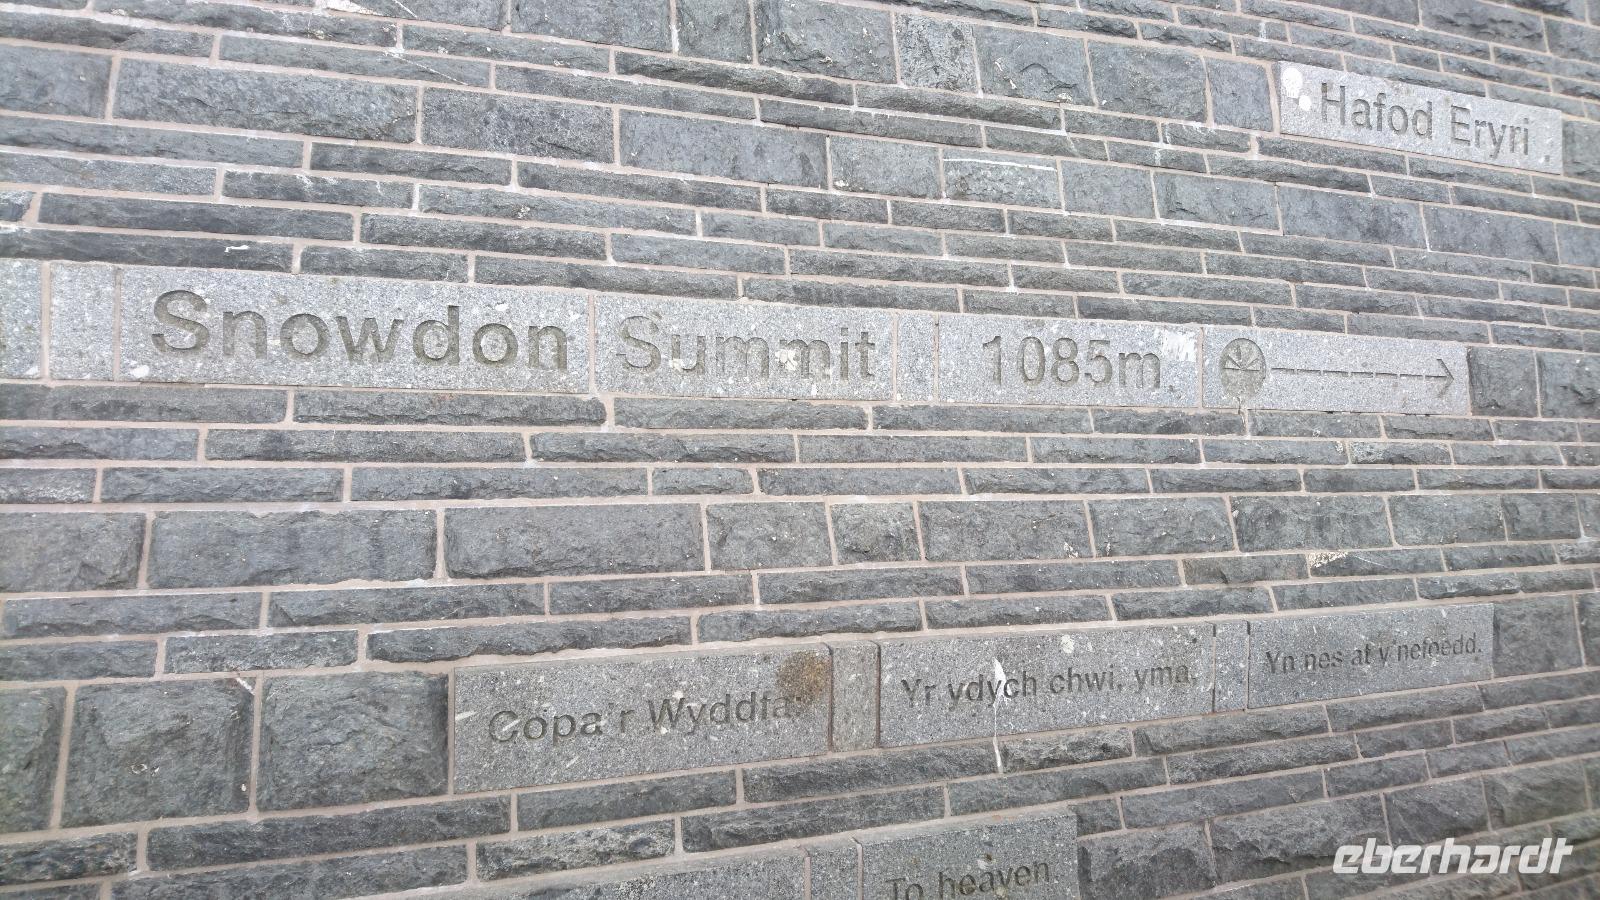 Hafod Eryri
Snowdon Summit 1085m.
Copa'r Wyddfa: Yr ydych chwi, yma, Yn nes at y nefoedd.
To heaven
eberhardt